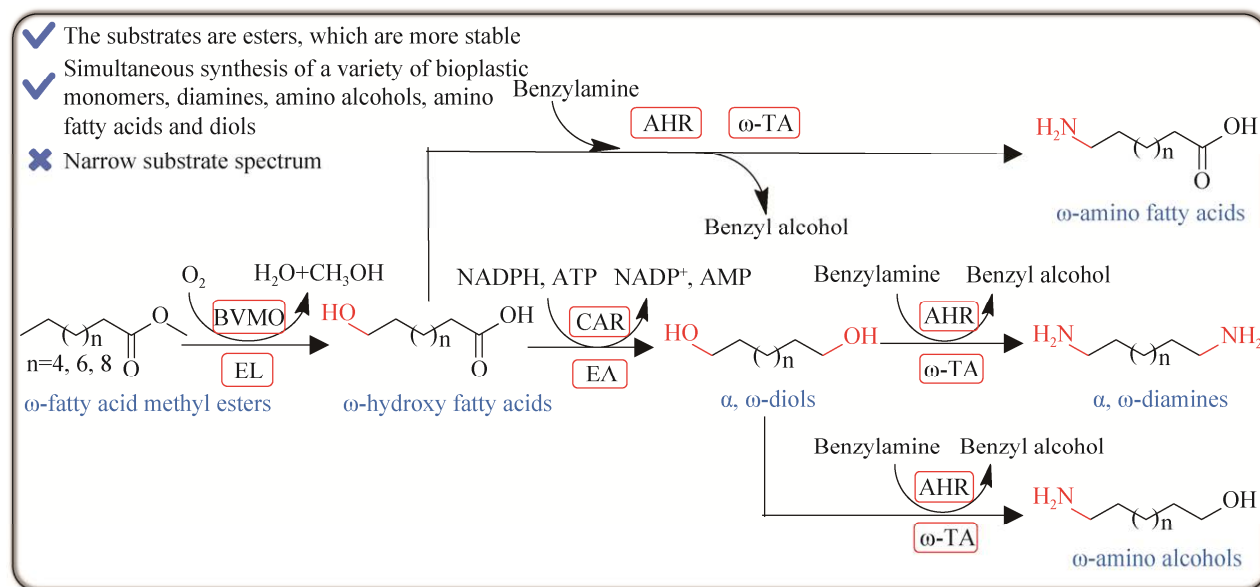 The substrates are esters, which are more stable
Simultaneous synthesis of a variety of bioplastic
monomers, diamines, amino alcohols, amino
fatty acids and diols
Narrow substrate spectrum
Benzylamine
AHR
ω-TA
Benzyl alcohol
H₂N
( )n
OH
O
ω-amino fatty acids
O₂
H₂O+CH₃OH
BVMO
EL
( )n
O
O
n=4, 6, 8
ω-fatty acid methyl esters
HO
( )n
OH
O
ω-hydroxy fatty acids
NADPH, ATP
NADP⁺, AMP
CAR
EΛ
HO
( )n
OH
α, ω-diols
Benzylamine
Benzyl alcohol
AHR
ω-TA
H₂N
( )n
NH₂
α, ω-diamines
Benzylamine
Benzyl alcohol
AHR
ω-TA
H₂N
( )n
OH
ω-amino alcohols